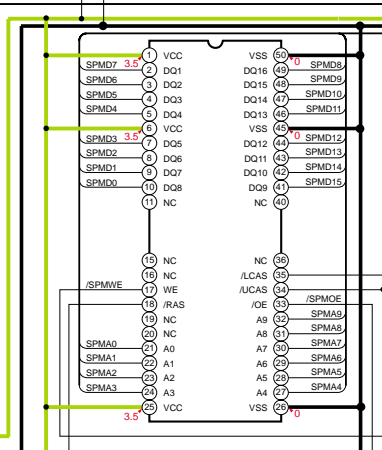 1 VCC VSS 50
3.5 0
SPMD7 2 DQ1 DQ16 49 SPMD8
SPMD6 3 DQ2 DQ15 48 SPMD9
SPMD5 4 DQ3 DQ14 47 SPMD10
SPMD4 5 DQ4 DQ13 46 SPMD11
6 VCC VSS 45
3.5 0
SPMD3 7 DQ5 DQ12 44 SPMD12
SPMD2 8 DQ6 DQ11 43 SPMD13
SPMD1 9 DQ7 DQ10 42 SPMD14
SPMD0 10 DQ8 DQ9 41 SPMD15
11 NC NC 40
15 NC NC 36
16 NC /LCAS 35
/SPMWE 17 WE /UCAS 34
18 /RAS /OE 33 /SPMOE
19 NC A9 32 SPMA9
20 NC A8 31 SPMA8
SPMA0 21 A0 A7 30 SPMA7
SPMA1 22 A1 A6 29 SPMA6
SPMA2 23 A2 A5 28 SPMA5
SPMA3 24 A3 A4 27 SPMA4
25 VCC VSS 26
3.5 0